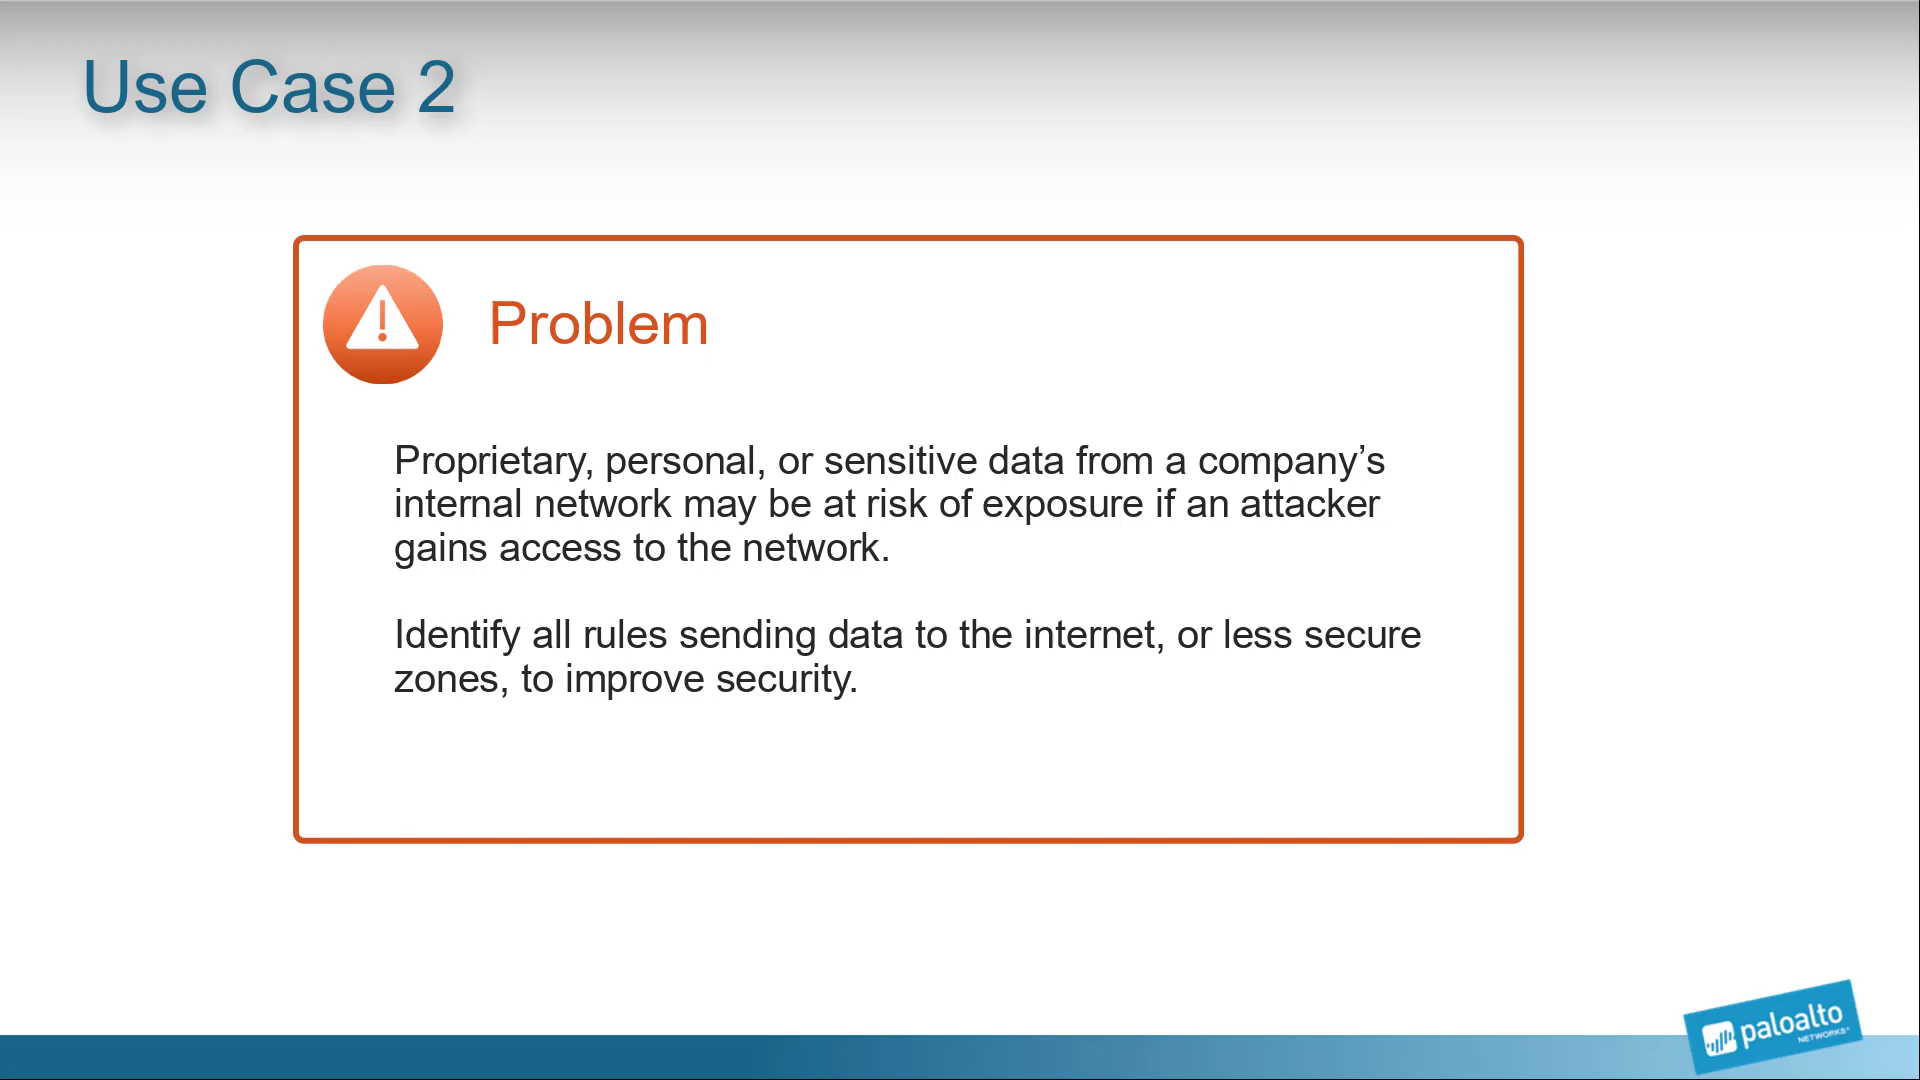 Use Case 2
Problem
Proprietary, personal, or sensitive data from a company’s
internal network may be at risk of exposure if an attacker
gains access to the network.
Identify all rules sending data to the internet, or less secure
zones, to improve security.
paloalto
NETWORKS®